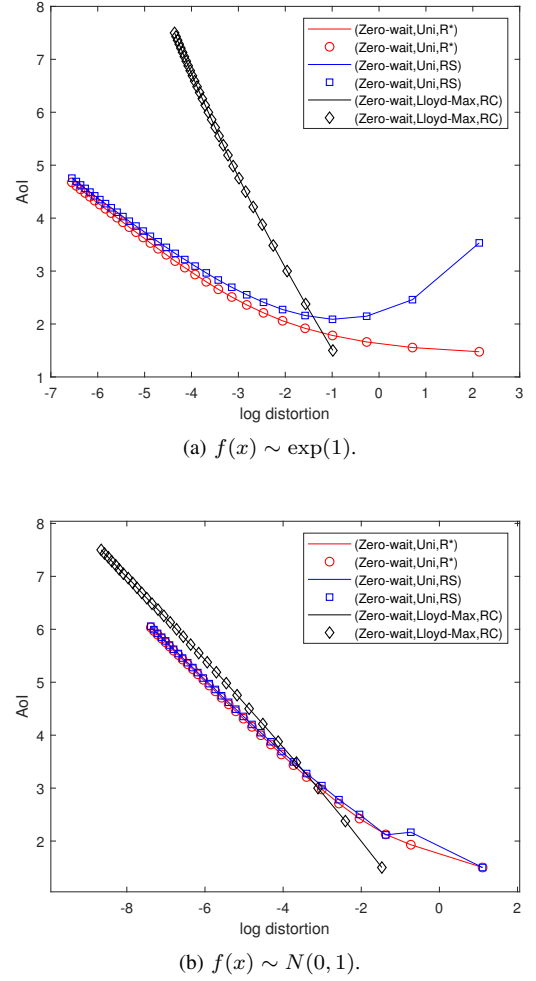 8
7
6
5
4
3
2
1
AoI
(Zero-wait,Uni,R*)
(Zero-wait,Uni,R*)
(Zero-wait,Uni,RS)
(Zero-wait,Uni,RS)
(Zero-wait,Lloyd-Max,RC)
(Zero-wait,Lloyd-Max,RC)
-7 -6 -5 -4 -3 -2 -1 0 1 2 3
log distortion
(a) f(x) ∼ exp(1).
8
7
6
5
4
3
2
AoI
(Zero-wait,Uni,R*)
(Zero-wait,Uni,R*)
(Zero-wait,Uni,RS)
(Zero-wait,Uni,RS)
(Zero-wait,Lloyd-Max,RC)
(Zero-wait,Lloyd-Max,RC)
-8 -6 -4 -2 0 2
log distortion
(b) f(x) ∼ N(0, 1).